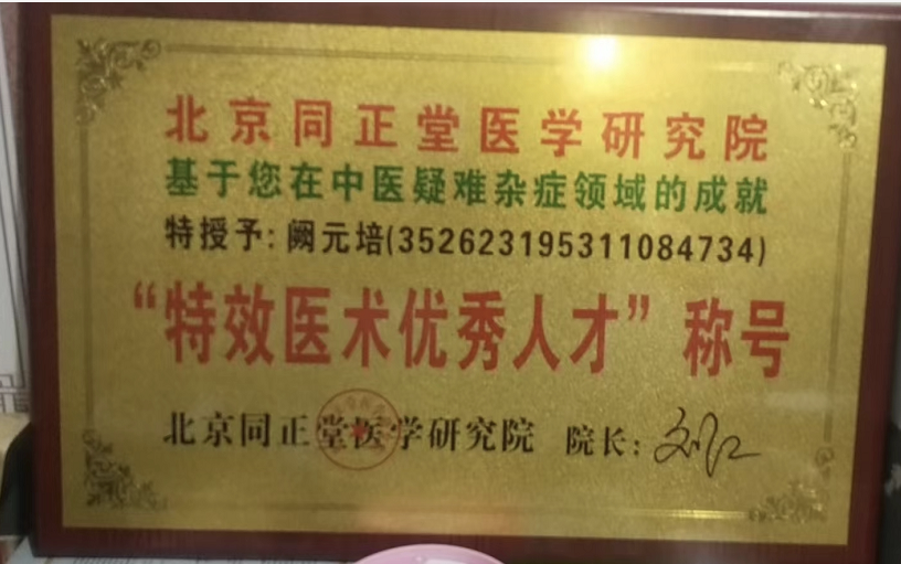 北京同正堂医学研究院
基于您在中医疑难杂症领域的成就
特授予: 阙元培(352623195311084734)
“特效医术优秀人才” 称号
北京同正堂医学研究院 院长: